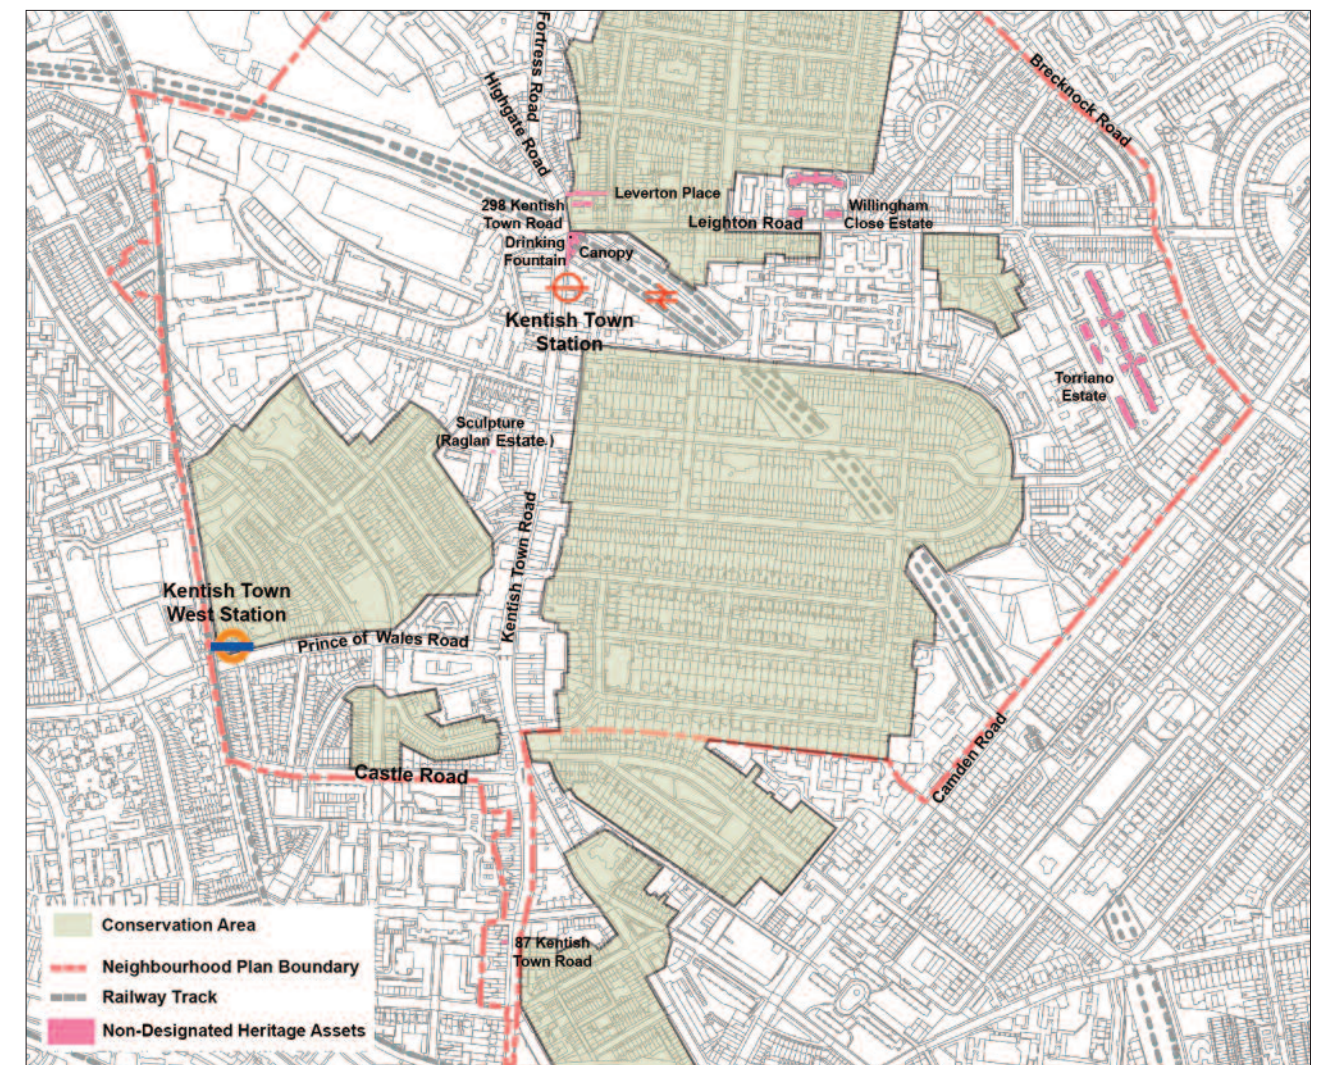 Fortress Road
Highgate Road
Brecknock Road
Leverton Place
298 Kentish
Town Road
Leighton Road
Willingham
Close Estate
Drinking
Fountain
Canopy
Kentish Town
Station
Torriano
Estate
Sculpture
(Raglan Estate.)
Kentish Town Road
Kentish Town
West Station
Prince of Wales Road
Castle Road
Camden Road
87 Kentish
Town Road
Conservation Area
Neighbourhood Plan Boundary
Railway Track
Non-Designated Heritage Assets